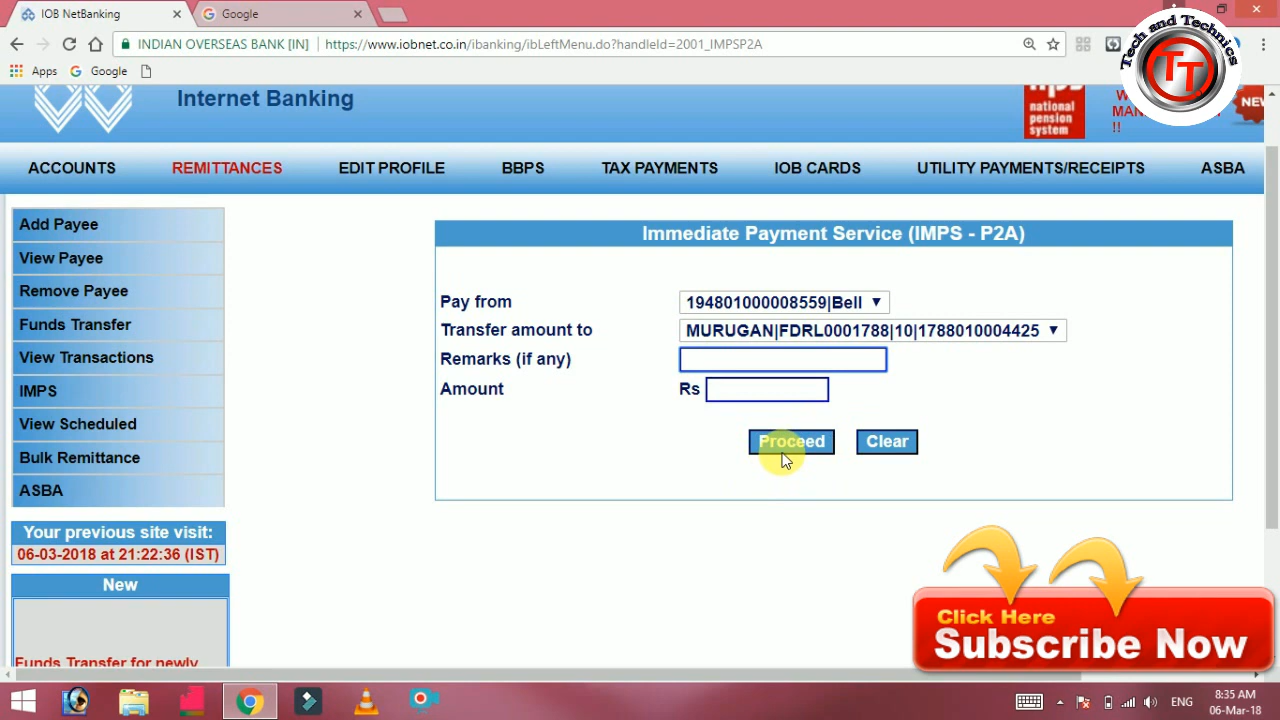 IOB NetBanking
Google
INDIAN OVERSEAS BANK [IN]
https://www.iobnet.co.in/ibanking/ibLeftMenu.do?handleId=2001_IMPSP2A
Apps
Google
Tech and Technics
TT
Internet Banking
national
pension
system
!!
NEW
ACCOUNTS
REMITTANCES
EDIT PROFILE
BBPS
TAX PAYMENTS
IOB CARDS
UTILITY PAYMENTS/RECEIPTS
ASBA
Add Payee
View Payee
Remove Payee
Funds Transfer
View Transactions
IMPS
View Scheduled
Bulk Remittance
ASBA
Your previous site visit:
06-03-2018 at 21:22:36 (IST)
New
Funds Transfer for newly
Immediate Payment Service (IMPS - P2A)
Pay from
194801000008559|Bell
Transfer amount to
MURUGAN|FDRL0001788|10|1788010004425
Remarks (if any)
Amount
Rs
Proceed
Clear
Click Here
Subscribe Now
ENG
8:35 AM
06-Mar-18